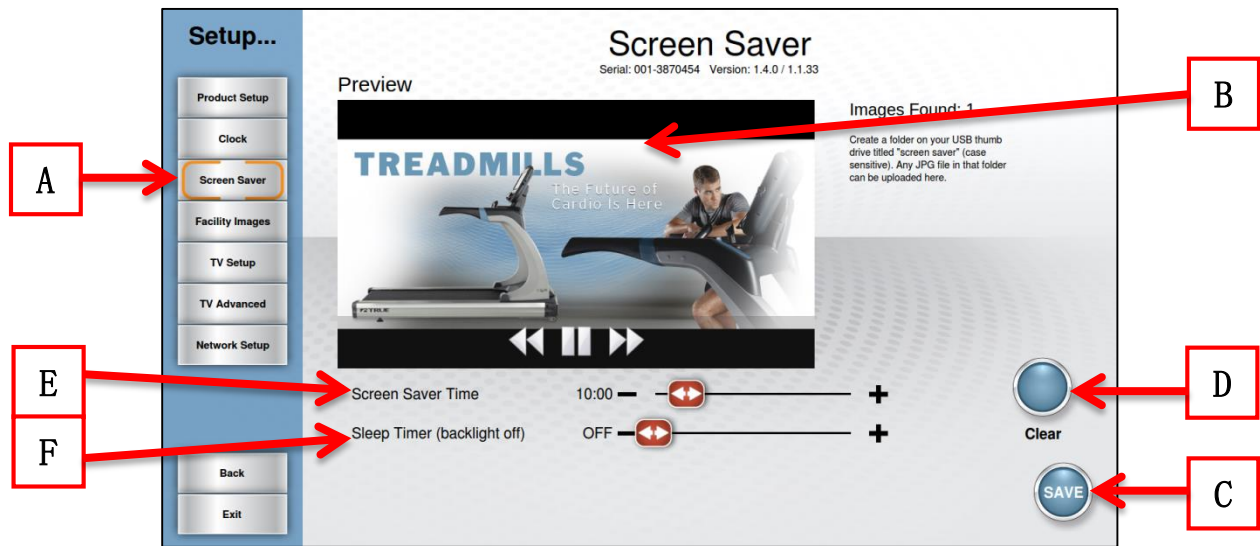 Setup...
Product Setup
Clock
Screen Saver
Facility Images
TV Setup
TV Advanced
Network Setup
Back
Exit
Screen Saver
Serial: 001-3870454 Version: 1.4.0 / 1.1.33
Preview
TREADMILLS
The Future of
Cardio Is Here
TRUE
Images Found: 1
Create a folder on your USB thumb
drive titled "screen saver" (case
sensitive). Any JPG file in that folder
can be uploaded here.
Screen Saver Time 10:00
Sleep Timer (backlight off) OFF
Clear
SAVE
A
B
C
D
E
F